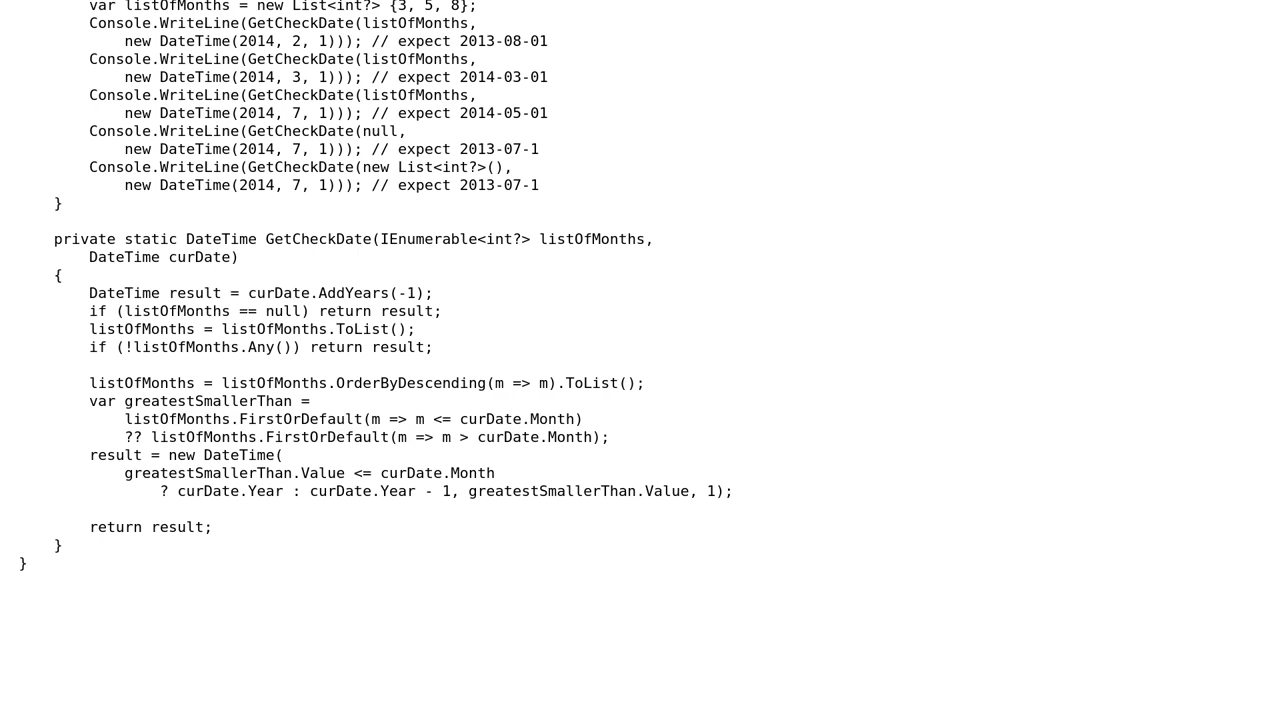 var listOfMonths = new List<int?> {3, 5, 8};
Console.WriteLine(GetCheckDate(listOfMonths,
new DateTime(2014, 2, 1))); // expect 2013-08-01
Console.WriteLine(GetCheckDate(listOfMonths,
new DateTime(2014, 3, 1))); // expect 2014-03-01
Console.WriteLine(GetCheckDate(listOfMonths,
new DateTime(2014, 7, 1))); // expect 2014-05-01
Console.WriteLine(GetCheckDate(null,
new DateTime(2014, 7, 1))); // expect 2013-07-1
Console.WriteLine(GetCheckDate(new List<int?>(),
new DateTime(2014, 7, 1))); // expect 2013-07-1
}
private static DateTime GetCheckDate(IEnumerable<int?> listOfMonths,
DateTime curDate)
{
DateTime result = curDate.AddYears(-1);
if (listOfMonths == null) return result;
listOfMonths = listOfMonths.ToList();
if (!listOfMonths.Any()) return result;
listOfMonths = listOfMonths.OrderByDescending(m => m).ToList();
var greatestSmallerThan =
listOfMonths.FirstOrDefault(m => m <= curDate.Month)
?? listOfMonths.FirstOrDefault(m => m > curDate.Month);
result = new DateTime(
greatestSmallerThan.Value <= curDate.Month
? curDate.Year : curDate.Year - 1, greatestSmallerThan.Value, 1);
return result;
}
}